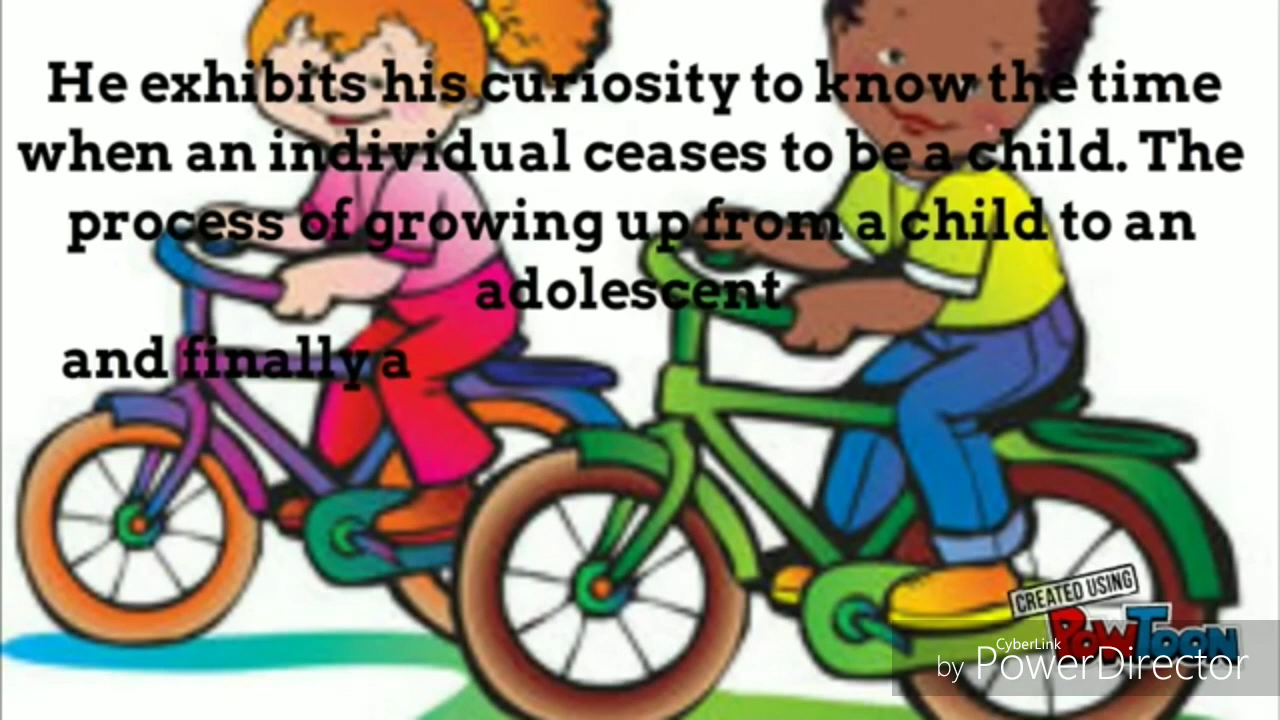 He exhibits his curiosity to know the time
when an individual ceases to be a child. The
process of growing up from a child to an
adolescent
and finally a
CREATED USING
POWTOON
CyberLink
by PowerDirector